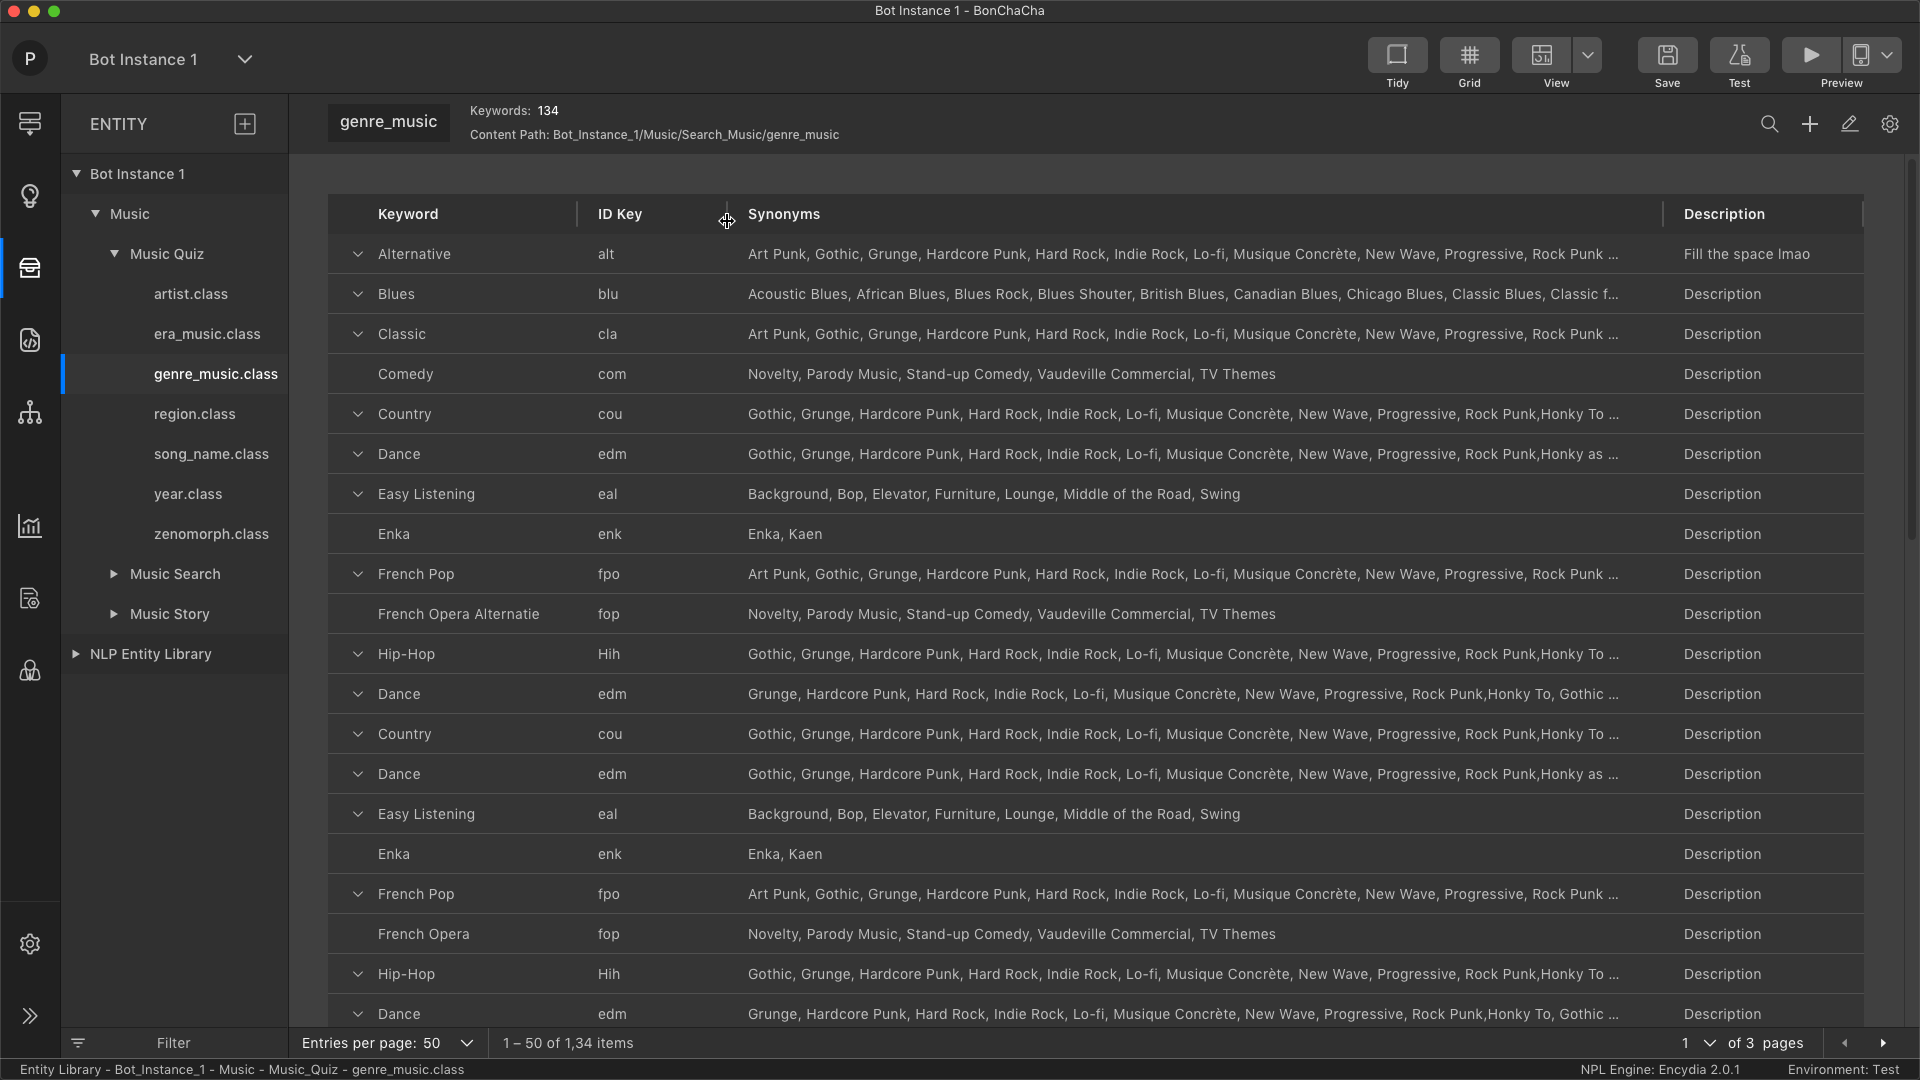 Bot Instance 1 - BonChaCha
P
Bot Instance 1
Tidy
Grid
View
Save
Test
Preview
ENTITY
genre_music
Keywords: 134
Content Path: Bot_Instance_1/Music/Search_Music/genre_music
Bot Instance 1
Music
Music Quiz
artist.class
era_music.class
genre_music.class
region.class
song_name.class
year.class
zenomorph.class
Music Search
Music Story
NLP Entity Library
Filter
Keyword ID Key Synonyms Description
Alternative alt Art Punk, Gothic, Grunge, Hardcore Punk, Hard Rock, Indie Rock, Lo-fi, Musique Concrète, New Wave, Progressive, Rock Punk ... Fill the space lmao
Blues blu Acoustic Blues, African Blues, Blues Rock, Blues Shouter, British Blues, Canadian Blues, Chicago Blues, Classic Blues, Classic f... Description
Classic cla Art Punk, Gothic, Grunge, Hardcore Punk, Hard Rock, Indie Rock, Lo-fi, Musique Concrète, New Wave, Progressive, Rock Punk ... Description
Comedy com Novelty, Parody Music, Stand-up Comedy, Vaudeville Commercial, TV Themes Description
Country cou Gothic, Grunge, Hardcore Punk, Hard Rock, Indie Rock, Lo-fi, Musique Concrète, New Wave, Progressive, Rock Punk,Honky To ... Description
Dance edm Gothic, Grunge, Hardcore Punk, Hard Rock, Indie Rock, Lo-fi, Musique Concrète, New Wave, Progressive, Rock Punk,Honky as ... Description
Easy Listening eal Background, Bop, Elevator, Furniture, Lounge, Middle of the Road, Swing Description
Enka enk Enka, Kaen Description
French Pop fpo Art Punk, Gothic, Grunge, Hardcore Punk, Hard Rock, Indie Rock, Lo-fi, Musique Concrète, New Wave, Progressive, Rock Punk ... Description
French Opera Alternatie fop Novelty, Parody Music, Stand-up Comedy, Vaudeville Commercial, TV Themes Description
Hip-Hop Hih Gothic, Grunge, Hardcore Punk, Hard Rock, Indie Rock, Lo-fi, Musique Concrète, New Wave, Progressive, Rock Punk,Honky To ... Description
Dance edm Grunge, Hardcore Punk, Hard Rock, Indie Rock, Lo-fi, Musique Concrète, New Wave, Progressive, Rock Punk,Honky To, Gothic ... Description
Country cou Gothic, Grunge, Hardcore Punk, Hard Rock, Indie Rock, Lo-fi, Musique Concrète, New Wave, Progressive, Rock Punk,Honky To ... Description
Dance edm Gothic, Grunge, Hardcore Punk, Hard Rock, Indie Rock, Lo-fi, Musique Concrète, New Wave, Progressive, Rock Punk,Honky as ... Description
Easy Listening eal Background, Bop, Elevator, Furniture, Lounge, Middle of the Road, Swing Description
Enka enk Enka, Kaen Description
French Pop fpo Art Punk, Gothic, Grunge, Hardcore Punk, Hard Rock, Indie Rock, Lo-fi, Musique Concrète, New Wave, Progressive, Rock Punk ... Description
French Opera fop Novelty, Parody Music, Stand-up Comedy, Vaudeville Commercial, TV Themes Description
Hip-Hop Hih Gothic, Grunge, Hardcore Punk, Hard Rock, Indie Rock, Lo-fi, Musique Concrète, New Wave, Progressive, Rock Punk,Honky To ... Description
Dance edm Grunge, Hardcore Punk, Hard Rock, Indie Rock, Lo-fi, Musique Concrète, New Wave, Progressive, Rock Punk,Honky To, Gothic ... Description
Entries per page: 50
1 – 50 of 1,34 items
1 of 3 pages
Entity Library - Bot_Instance_1 - Music - Music_Quiz - genre_music.class
NPL Engine: Encydia 2.0.1
Environment: Test